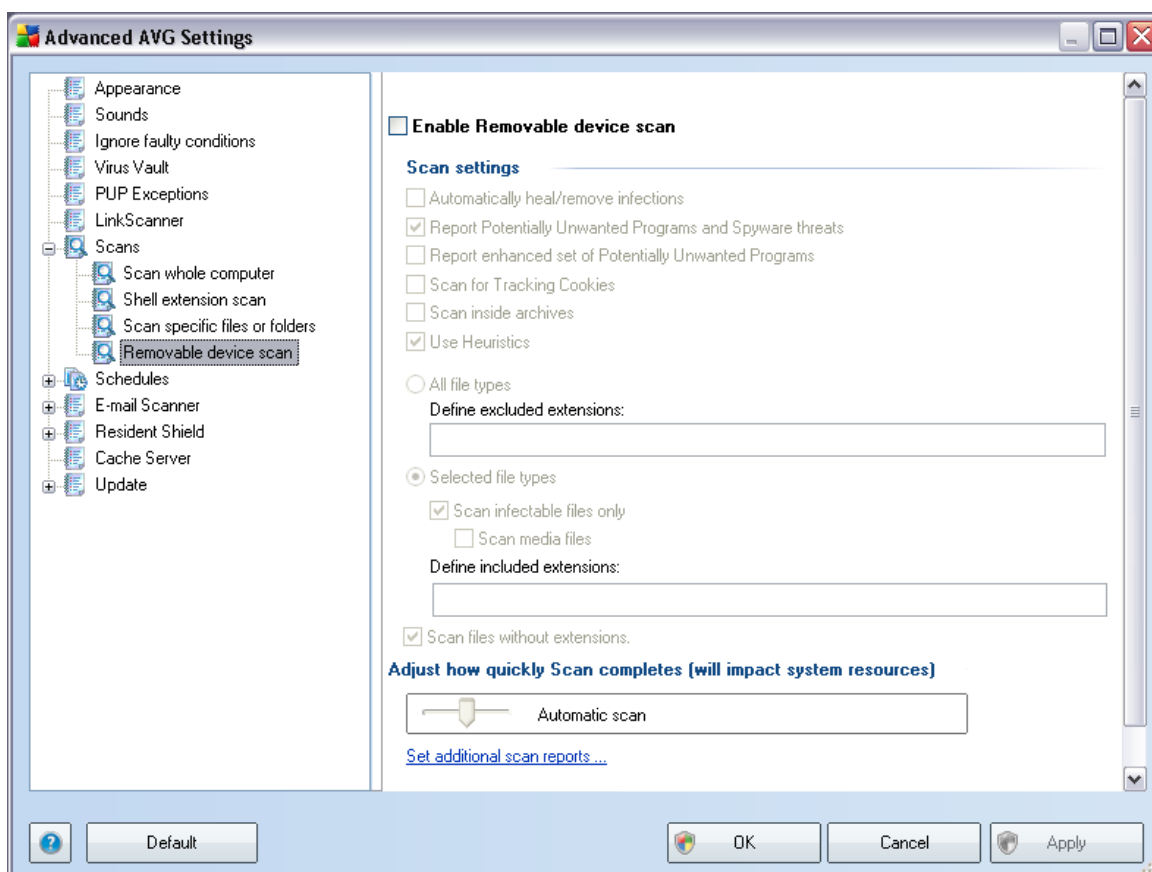 Advanced AVG Settings
Appearance
Sounds
Ignore faulty conditions
Virus Vault
PUP Exceptions
LinkScanner
Scans
Scan whole computer
Shell extension scan
Scan specific files or folders
Removable device scan
Schedules
E-mail Scanner
Resident Shield
Cache Server
Update
Enable Removable device scan
Scan settings
Automatically heal/remove infections
Report Potentially Unwanted Programs and Spyware threats
Report enhanced set of Potentially Unwanted Programs
Scan for Tracking Cookies
Scan inside archives
Use Heuristics
All file types
Define excluded extensions:
Selected file types
Scan infectable files only
Scan media files
Define included extensions:
Scan files without extensions.
Adjust how quickly Scan completes (will impact system resources)
Automatic scan
Set additional scan reports ...
Default
OK
Cancel
Apply